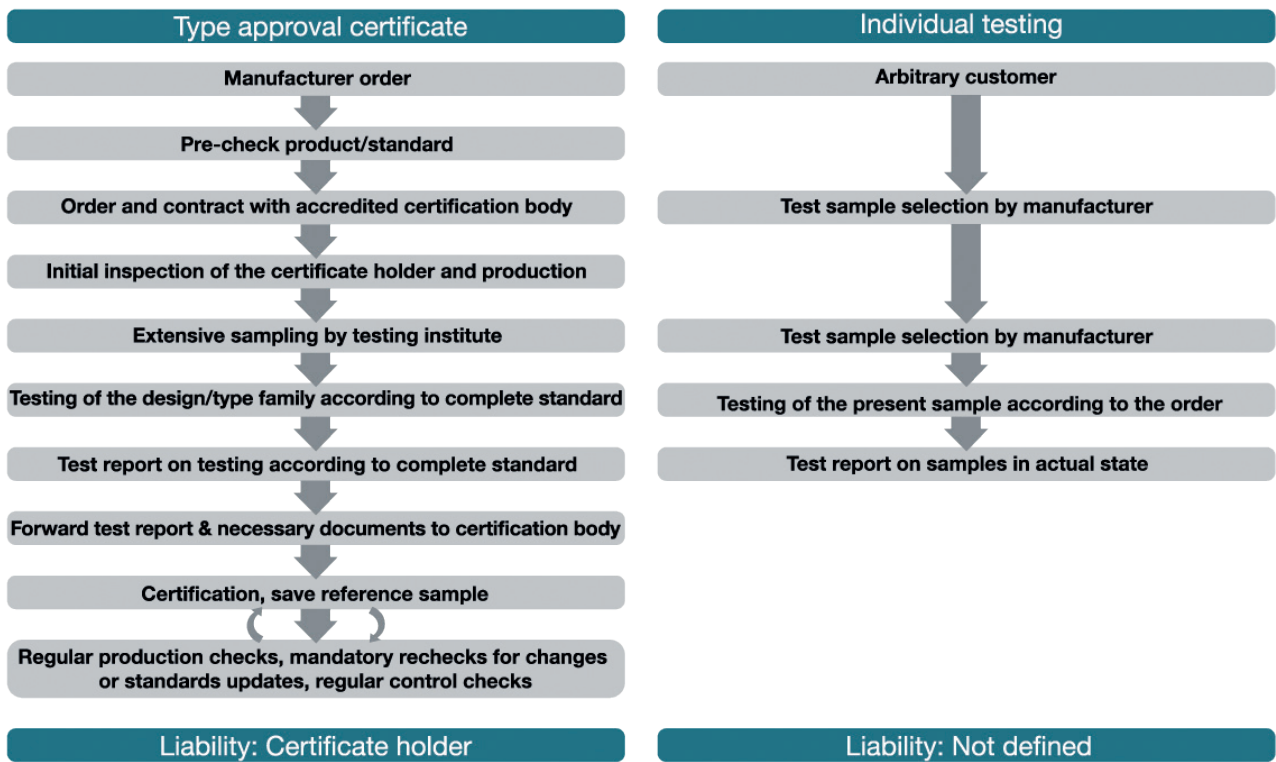 Type approval certificate
Manufacturer order
Pre-check product/standard
Order and contract with accredited certification body
Initial inspection of the certificate holder and production
Extensive sampling by testing institute
Testing of the design/type family according to complete standard
Test report on testing according to complete standard
Forward test report & necessary documents to certification body
Certification, save reference sample
Regular production checks, mandatory rechecks for changes
or standards updates, regular control checks
Liability: Certificate holder
Individual testing
Arbitrary customer
Test sample selection by manufacturer
Test sample selection by manufacturer
Testing of the present sample according to the order
Test report on samples in actual state
Liability: Not defined